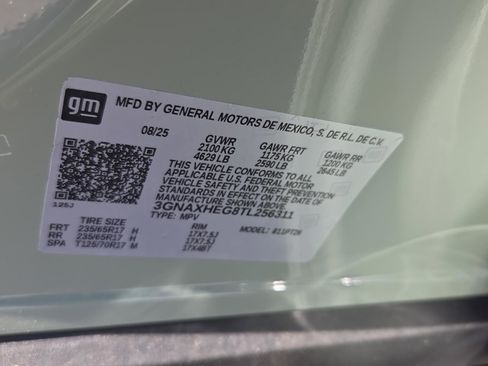 gm
MFD BY GENERAL MOTORS DE MEXICO, S. DE R.L. DE C.V.
08/25 GVWR GAWR FRT GAWR RR
2100 KG 1175 KG 1200 KG
4629 LB 2590 LB 2645 LB
THIS VEHICLE CONFORMS TO ALL
APPLICABLE U.S. FEDERAL MOTOR
VEHICLE SAFETY AND THEFT PREVENTION
STANDARDS IN EFFECT ON THE DATE OF
MANUFACTURE SHOWN ABOVE.
3GNAXHEG8TL256311
TYPE: MPV MODEL:
125J
TIRE SIZE RIM
FRT 235/65R17 H 17X7.5J
RR 235/65R17 H 17X7.5J
SPA T125/70R17 M 17X4BT